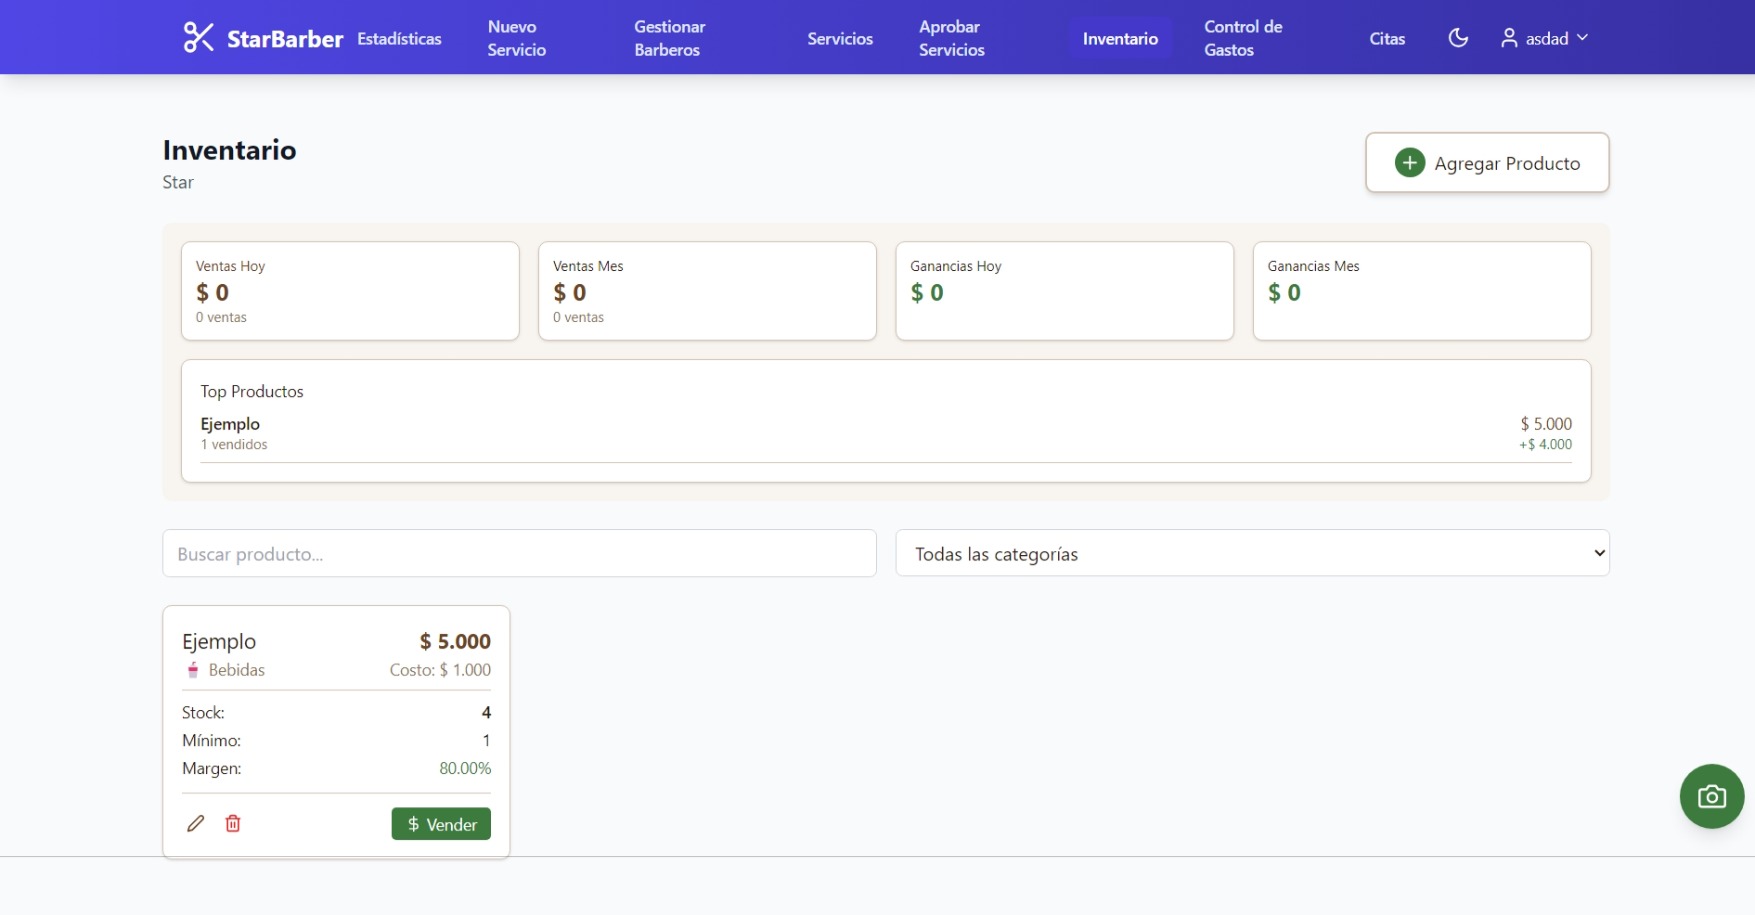 StarBarber
Estadísticas
Nuevo
Servicio
Gestionar
Barberos
Servicios
Aprobar
Servicios
Inventario
Control de
Gastos
Citas
asdad
Inventario
Star
Agregar Producto
Ventas Hoy
$ 0
0 ventas
Ventas Mes
$ 0
0 ventas
Ganancias Hoy
$ 0
Ganancias Mes
$ 0
Top Productos
Ejemplo
$ 5.000
1 vendidos
+$ 4.000
Buscar producto...
Todas las categorías
Ejemplo
$ 5.000
Bebidas
Costo: $ 1.000
Stock:
4
Mínimo:
1
Margen:
80.00%
$ Vender